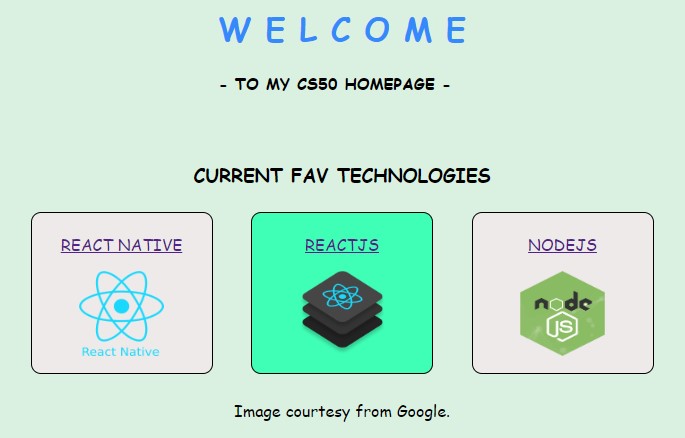 W E L C O M E
- TO MY CS50 HOMEPAGE -
CURRENT FAV TECHNOLOGIES
REACT NATIVE
React Native
REACTJS
NODEJS
node
JS
Image courtesy from Google.